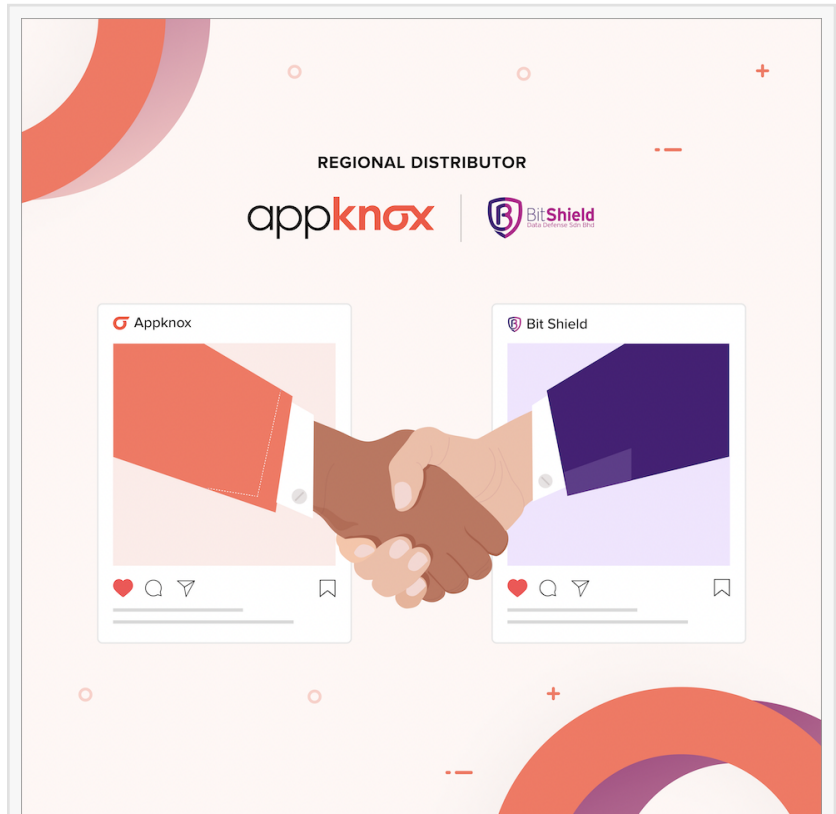 REGIONAL DISTRIBUTOR
appknox
BitShield
Data Defense Sdn Bhd
Appknox
Bit Shield